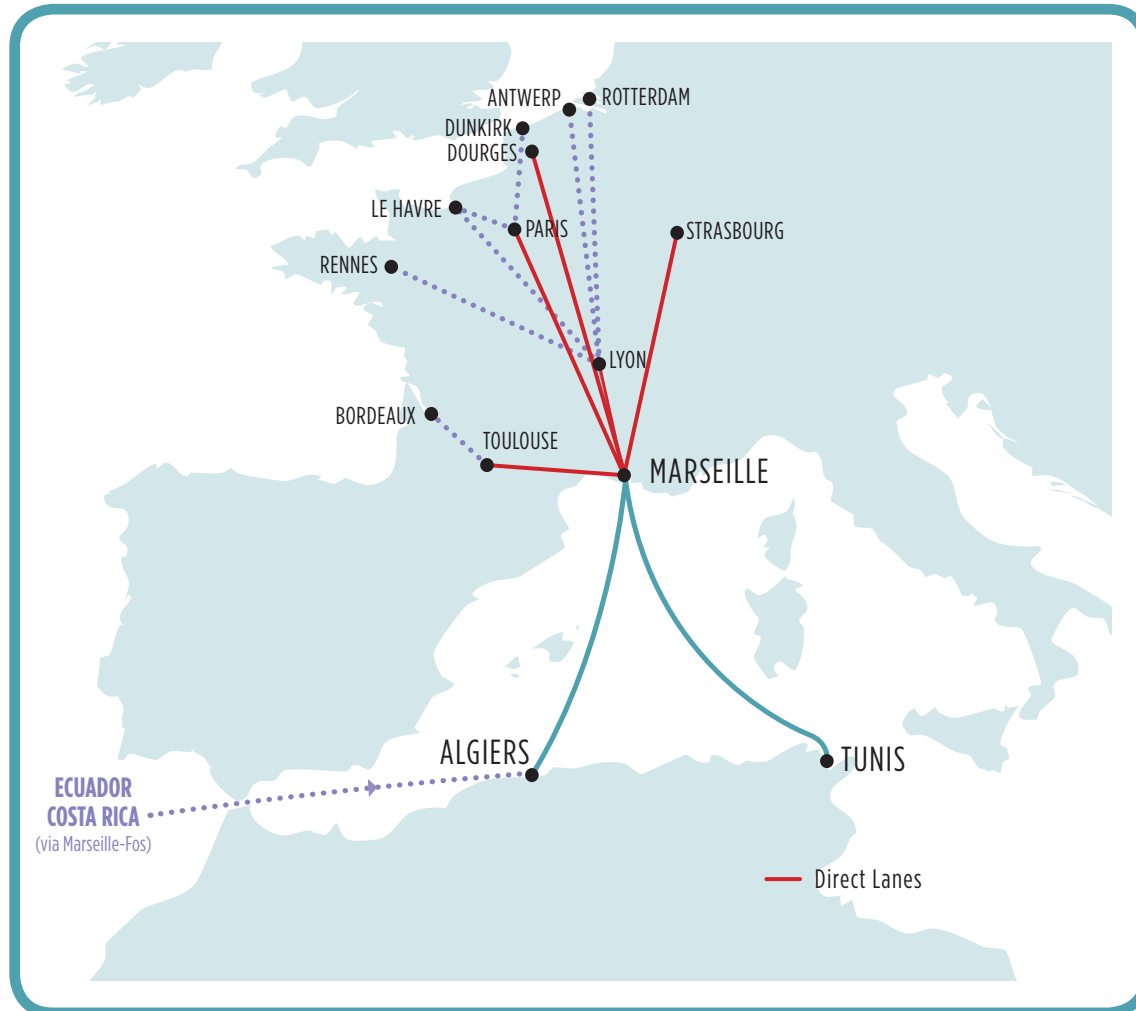 ANTWERP
ROTTERDAM
DUNKIRK
DOURGES
LE HAVRE
PARIS
STRASBOURG
RENNES
LYON
BORDEAUX
TOULOUSE
MARSEILLE
ALGIERS
TUNIS
ECUADOR
COSTA RICA
(via Marseille-Fos)
Direct Lanes